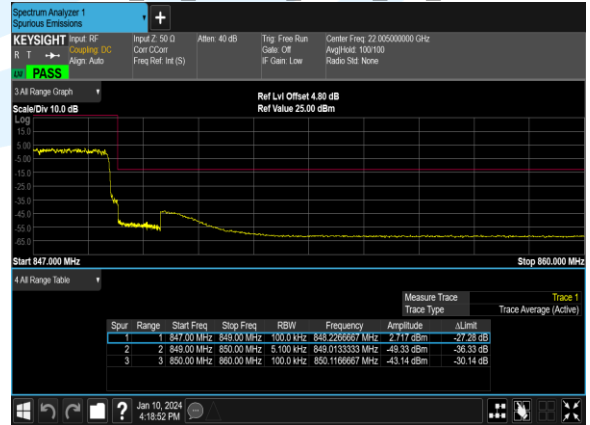 Spectrum Analyzer 1
Spurious Emissions
KEYSIGHT Input: RF
R T Coupling: DC
Align: Auto
Input Z: 50 Ω
Corr CCorr
Freq Ref: Int (S)
Atten: 40 dB
Trig: Free Run
Gate: Off
IF Gain: Low
Center Freq: 22.005000000 GHz
Avg|Hold: 100/100
Radio Std: None
PASS
3 All Range Graph
Scale/Div 10.0 dB
Ref Lvl Offset 4.80 dB
Ref Value 25.00 dBm
Log
15.0
5.00
-5.00
-15.0
-25.0
-35.0
-45.0
-55.0
-65.0
Start 847.000 MHz
Stop 860.000 MHz
4 All Range Table
Measure Trace Trace 1
Trace Type Trace Average (Active)
Spur Range Start Freq Stop Freq RBW Frequency Amplitude ΔLimit
1 1 847.00 MHz 849.00 MHz 100.0 kHz 848.2266667 MHz 2.717 dBm -27.28 dB
2 2 849.00 MHz 850.00 MHz 5.100 kHz 849.0133333 MHz -49.33 dBm -36.33 dB
3 3 850.00 MHz 860.00 MHz 100.0 kHz 850.1166667 MHz -43.14 dBm -30.14 dB
Jan 10, 2024
4:18:52 PM